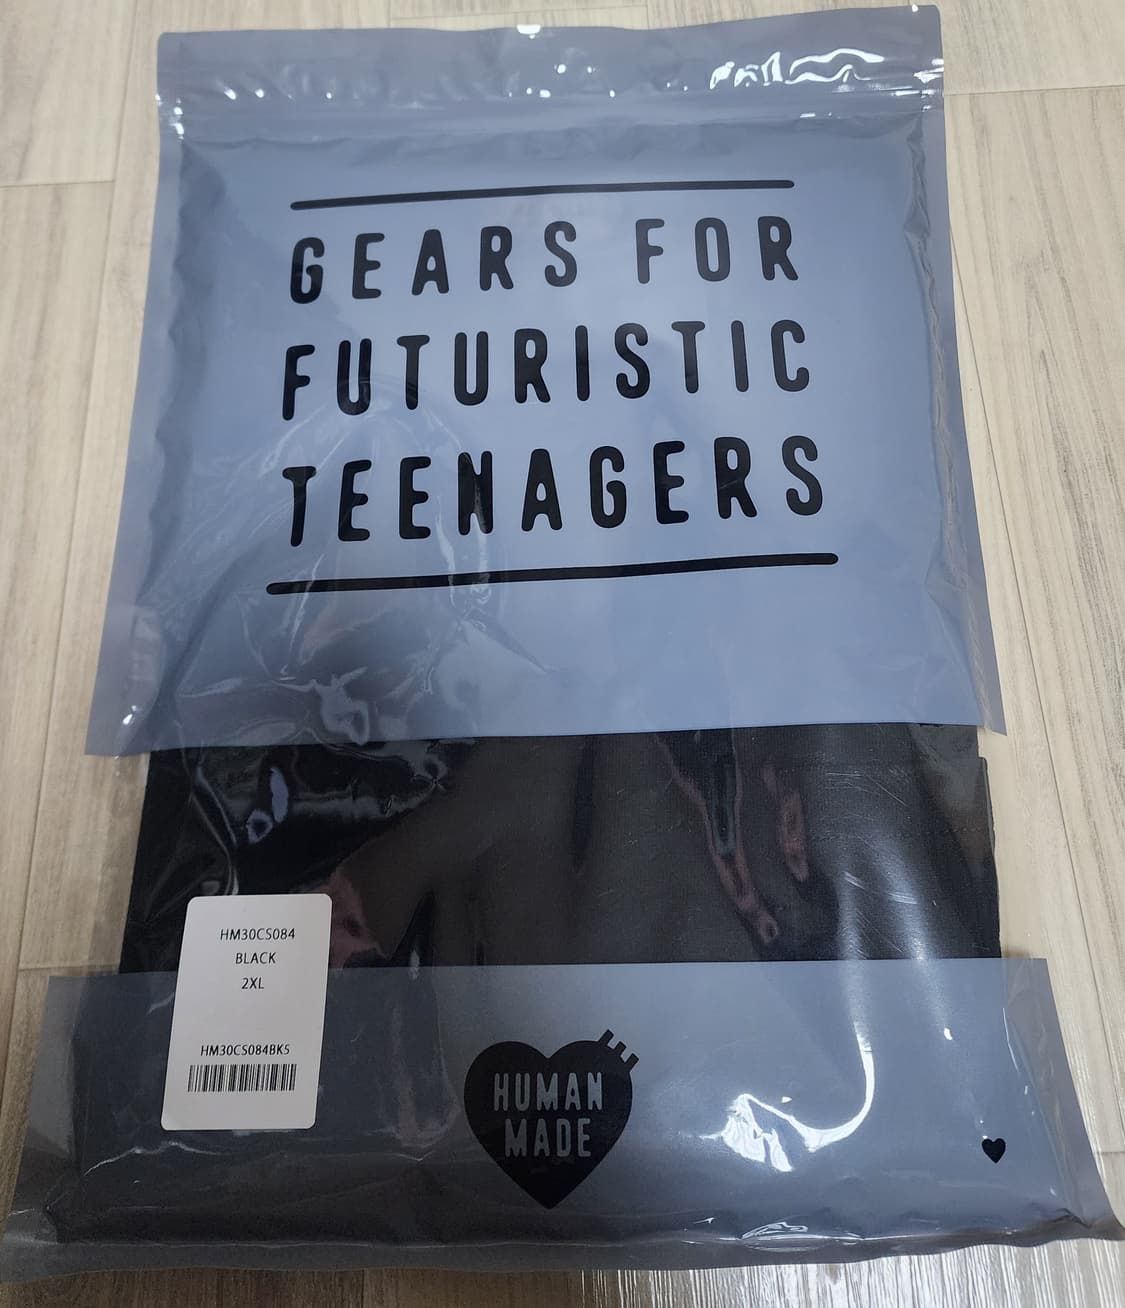 GEARS FOR
FUTURISTIC
TEENAGERS
HM30CS084
BLACK
2XL
HM30CS084BK5
HUMAN
MADE